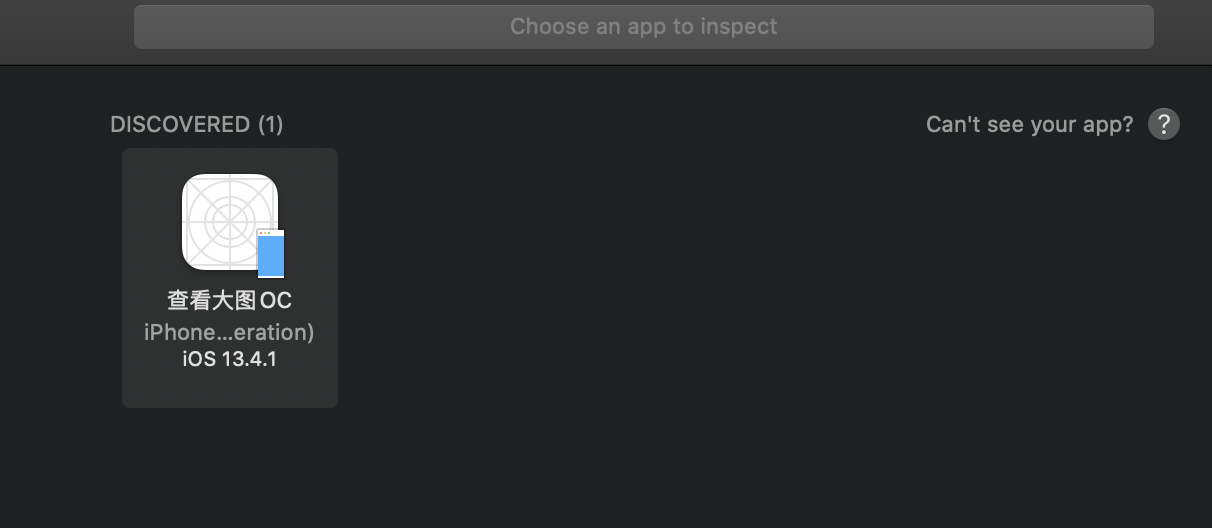 Choose an app to inspect
DISCOVERED (1)
Can't see your app?
?
查看大图OC
iPhone...eration)
iOS 13.4.1